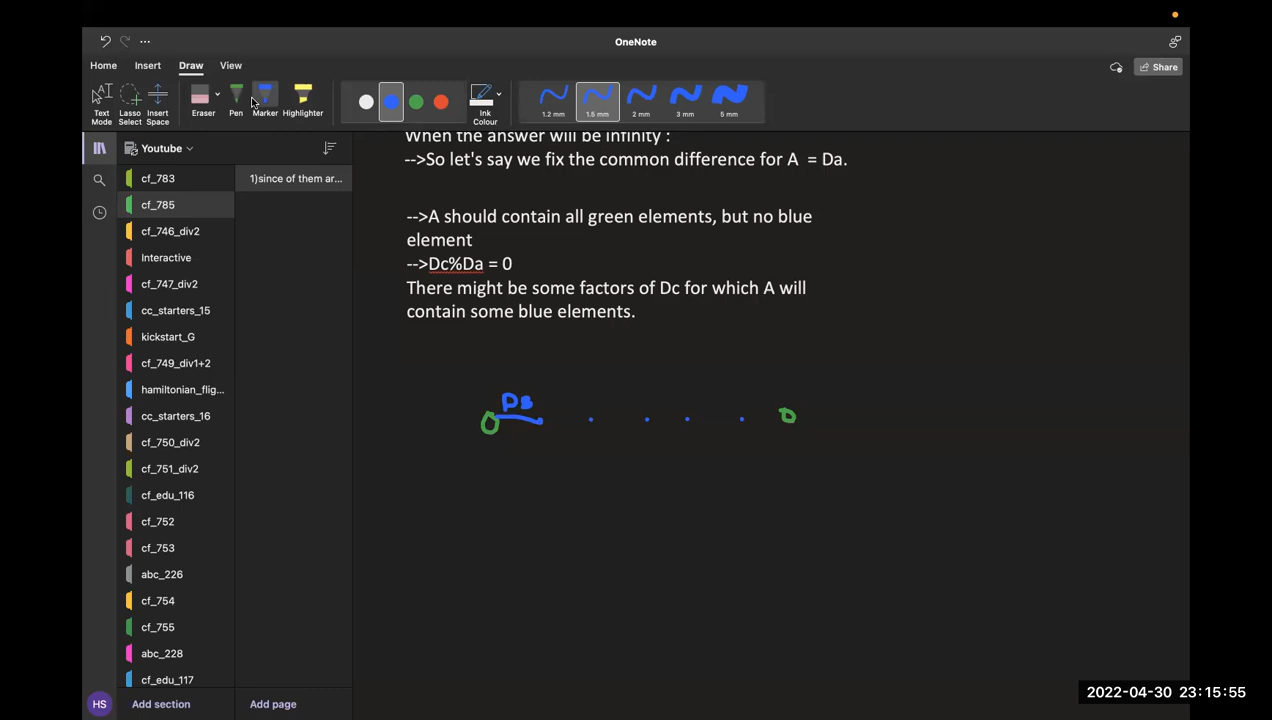 OneNote
Home Insert Draw View
Share
Text Mode
Lasso Select
Insert Space
Eraser
Pen
Marker
Highlighter
Ink Colour
1.2 mm
1.5 mm
2 mm
3 mm
5 mm
Youtube
cf_783
cf_785
cf_746_div2
Interactive
cf_747_div2
cc_starters_15
kickstart_G
cf_749_div1+2
hamiltonian_flig...
cc_starters_16
cf_750_div2
cf_751_div2
cf_edu_116
cf_752
cf_753
abc_226
cf_754
cf_755
abc_228
cf_edu_117
HS
Add section
Add page
1)since of them ar...
When the answer will be infinity :
-->So let's say we fix the common difference for A = Da.
-->A should contain all green elements, but no blue
element
-->Dc%Da = 0
There might be some factors of Dc for which A will
contain some blue elements.
DB
2022-04-30 23:15:55